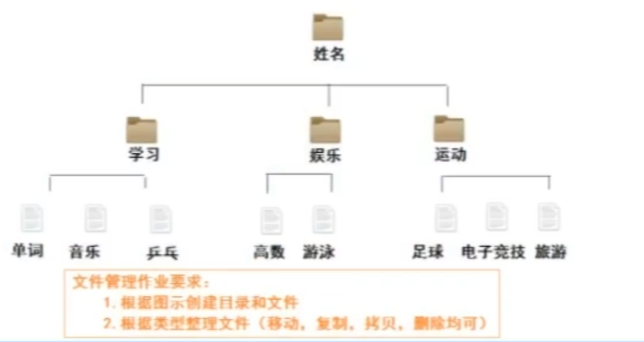 姓名
学习 娱乐 运动
单词 音乐 乒乓 高数 游泳 足球 电子竞技 旅游
文件管理作业要求：
1.根据图示创建目录和文件
2.根据类型整理文件（移动，复制，拷贝，删除均可）